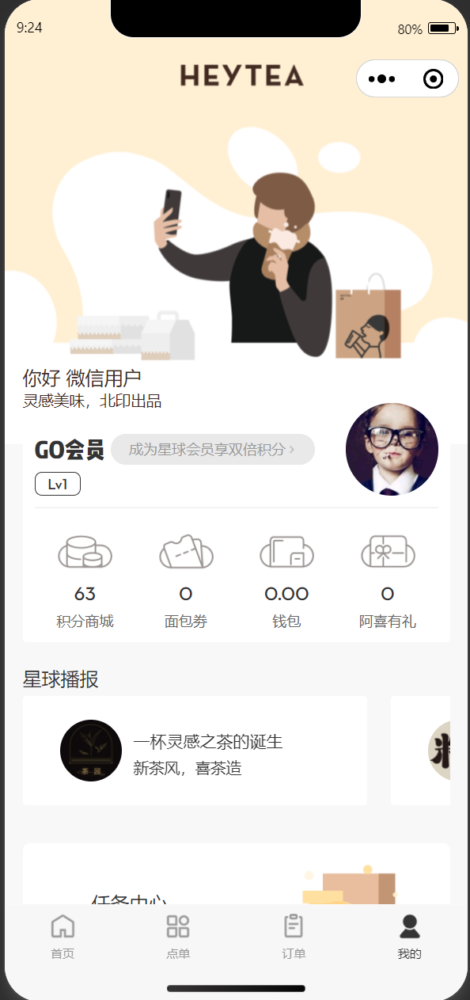 9:24
80%
HEYTEA
你好 微信用户
灵感美味，北印出品
GO会员
成为星球会员享双倍积分 >
Lv1
63
0
0.00
0
积分商城
面包劵
钱包
阿喜有礼
星球播报
一杯灵感之茶的诞生
新茶风，喜茶造
茶 园
任务中心
首页
点单
订单
我的